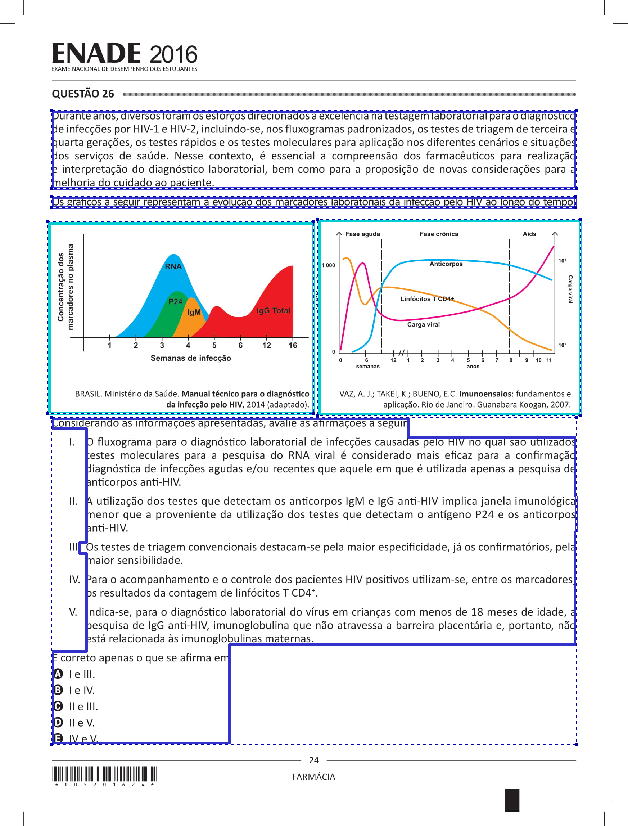 ENADE 2016
EXAME NACIONAL DE DESEMPENHO DOS ESTUDANTES
QUESTÃO 26
Durante anos, diversos foram os esforços direcionados à excelência na testagem laboratorial para o diagnóstico
de infecções por HIV-1 e HIV-2, incluindo-se, nos fluxogramas padronizados, os testes de triagem de terceira e
quarta gerações, os testes rápidos e os testes moleculares para aplicação nos diferentes cenários e situações
dos serviços de saúde. Nesse contexto, é essencial a compreensão dos farmacêuticos para realização
e interpretação do diagnóstico laboratorial, bem como para a proposição de novas considerações para a
melhoria do cuidado ao paciente.
Os gráficos a seguir representam a evolução dos marcadores laboratoriais da infecção pelo HIV ao longo do tempo.
Concentração dos
marcadores no plasma
RNA
P24
IgM
IgG Total
1 2 3 4 5 6 12 16
Semanas de infecção
BRASIL. Ministério da Saúde. Manual técnico para o diagnóstico
da infecção pelo HIV, 2014 (adaptado).
Fase aguda Fase crônica Aids
1 000
Anticorpos
Linfócitos T CD4+
Carga viral
Carga viral
0
0 6 12 1 2 3 4 5 6 7 8 9 10 11
semanas anos
VAZ, A. J.; TAKEI, K.; BUENO, E.C. Imunoensaios: fundamentos e
aplicação. Rio de Janeiro: Guanabara Koogan, 2007.
Considerando as informações apresentadas, avalie as afirmações a seguir.
I. O fluxograma para o diagnóstico laboratorial de infecções causadas pelo HIV no qual são utilizados
testes moleculares para a pesquisa do RNA viral é considerado mais eficaz para a confirmação
diagnóstica de infecções agudas e/ou recentes que aquele em que é utilizada apenas a pesquisa de
anticorpos anti-HIV.
II. A utilização dos testes que detectam os anticorpos IgM e IgG anti-HIV implica janela imunológica
menor que a proveniente da utilização dos testes que detectam o antígeno P24 e os anticorpos
anti-HIV.
III. Os testes de triagem convencionais destacam-se pela maior especificidade, já os confirmatórios, pela
maior sensibilidade.
IV. Para o acompanhamento e o controle dos pacientes HIV positivos utilizam-se, entre os marcadores,
os resultados da contagem de linfócitos T CD4⁺.
V. Indica-se, para o diagnóstico laboratorial do vírus em crianças com menos de 18 meses de idade, a
pesquisa de IgG anti-HIV, imunoglobulina que não atravessa a barreira placentária e, portanto, não
está relacionada às imunoglobulinas maternas.
É correto apenas o que se afirma em
A I e III.
B I e IV.
C II e III.
D II e V.
E IV e V.
24
FARMÁCIA